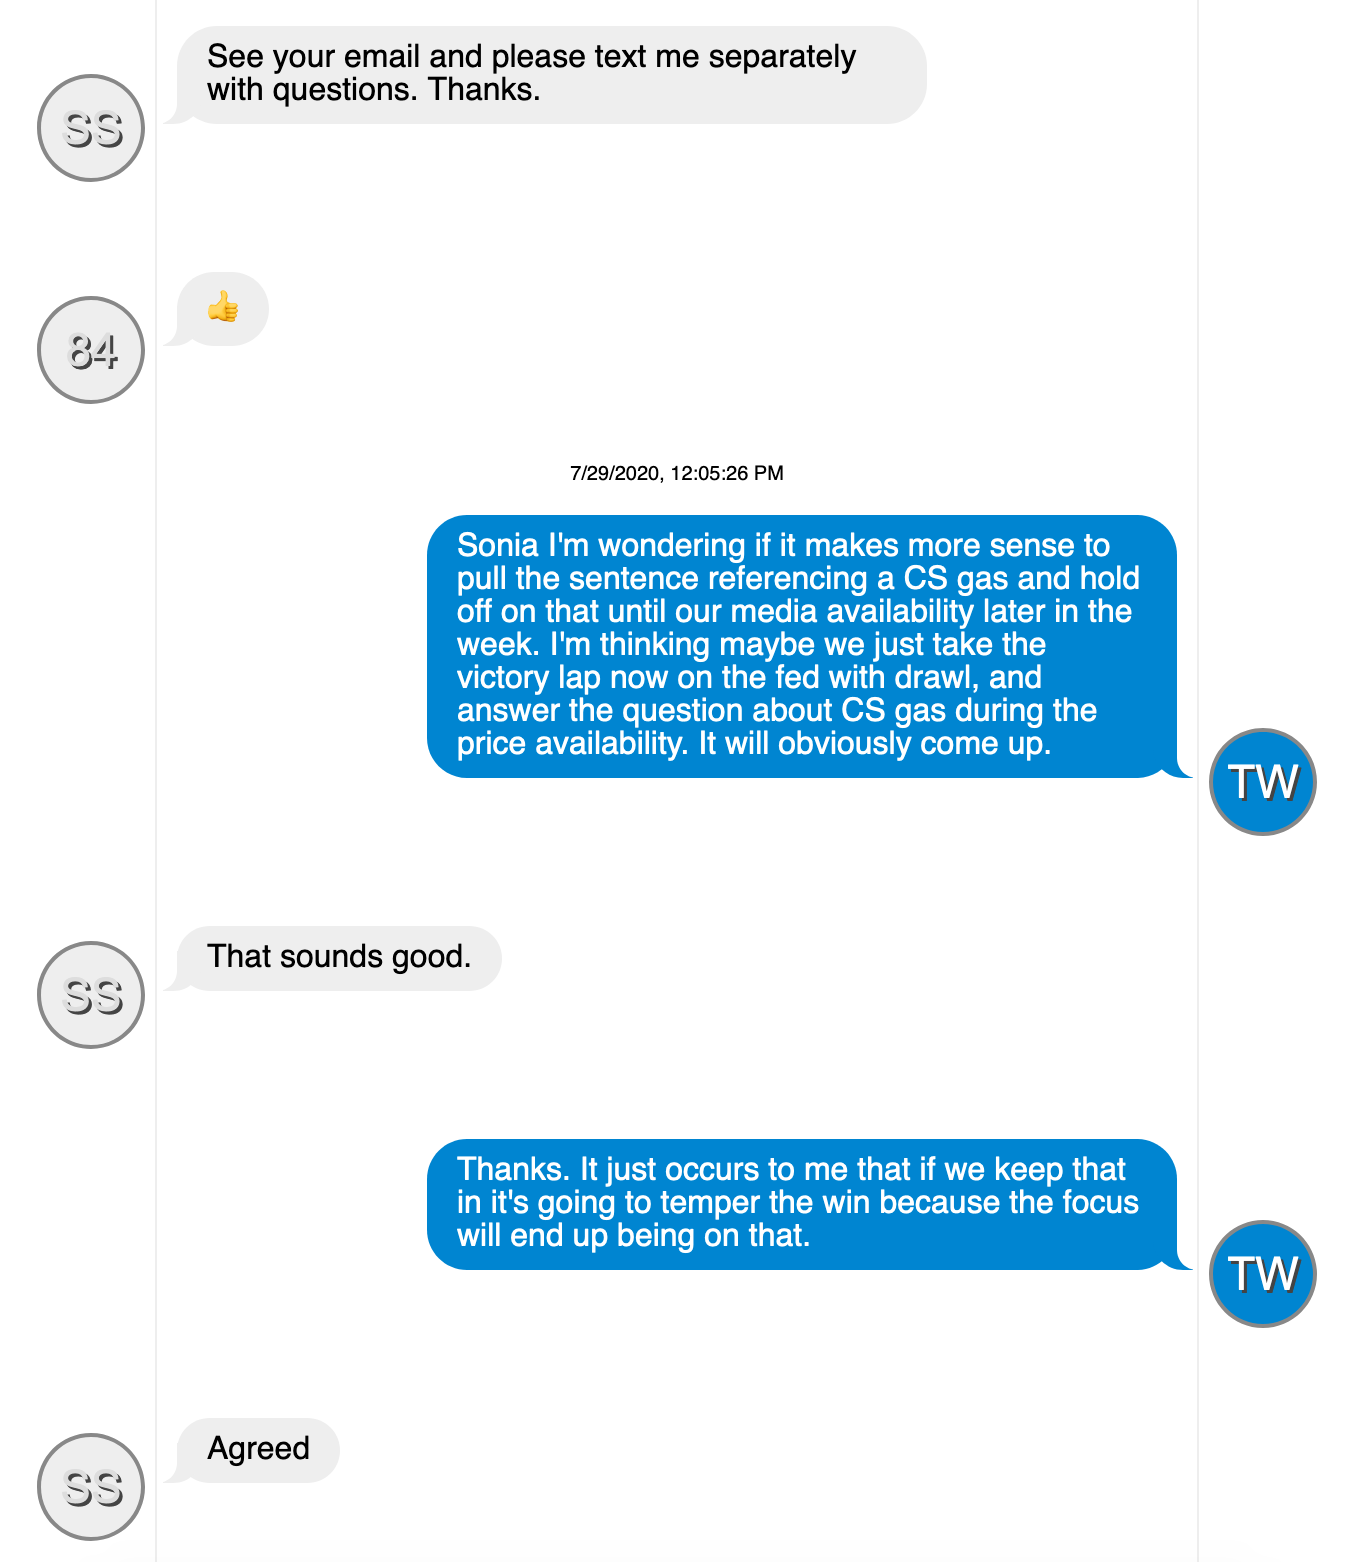 See your email and please text me separately
with questions. Thanks.
SS
👍
84
7/29/2020, 12:05:26 PM
Sonia I'm wondering if it makes more sense to
pull the sentence referencing a CS gas and hold
off on that until our media availability later in the
week. I'm thinking maybe we just take the
victory lap now on the fed with drawl, and
answer the question about CS gas during the
price availability. It will obviously come up.
TW
That sounds good.
SS
Thanks. It just occurs to me that if we keep that
in it's going to temper the win because the focus
will end up being on that.
TW
Agreed
SS